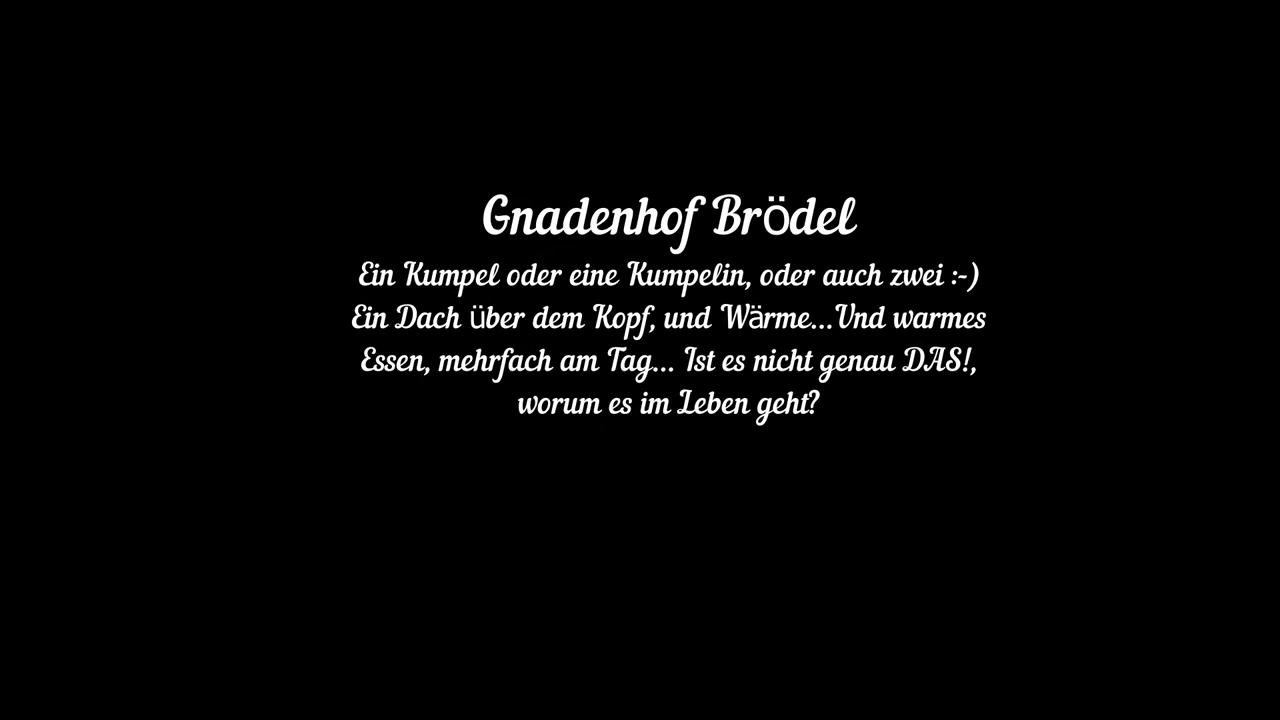 Gnadenhof Brödel
Ein Kumpel oder eine Kumpelin, oder auch zwei :-)
Ein Dach über dem Kopf, und Wärme...Und warmes
Essen, mehrfach am Tag... Ist es nicht genau DAS!,
worum es im Leben geht?